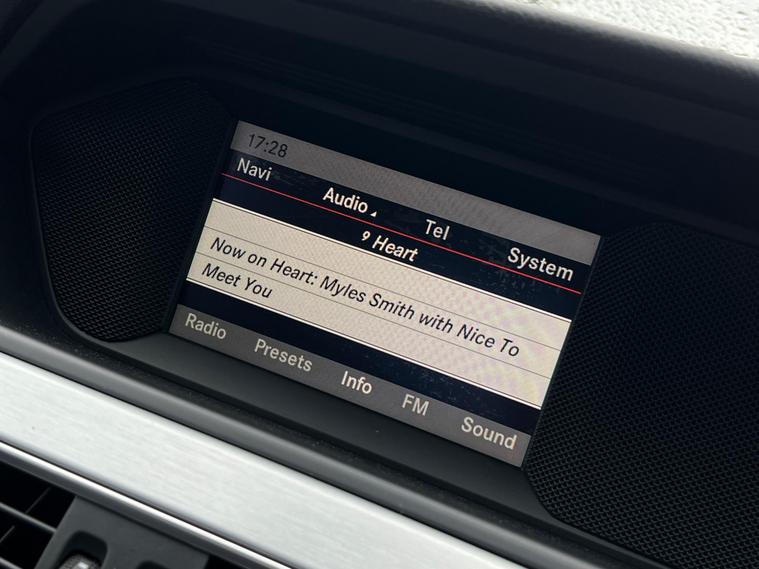 17:28
Navi Audio Tel System
9 Heart
Now on Heart: Myles Smith with Nice To
Meet You
Radio Presets Info FM Sound